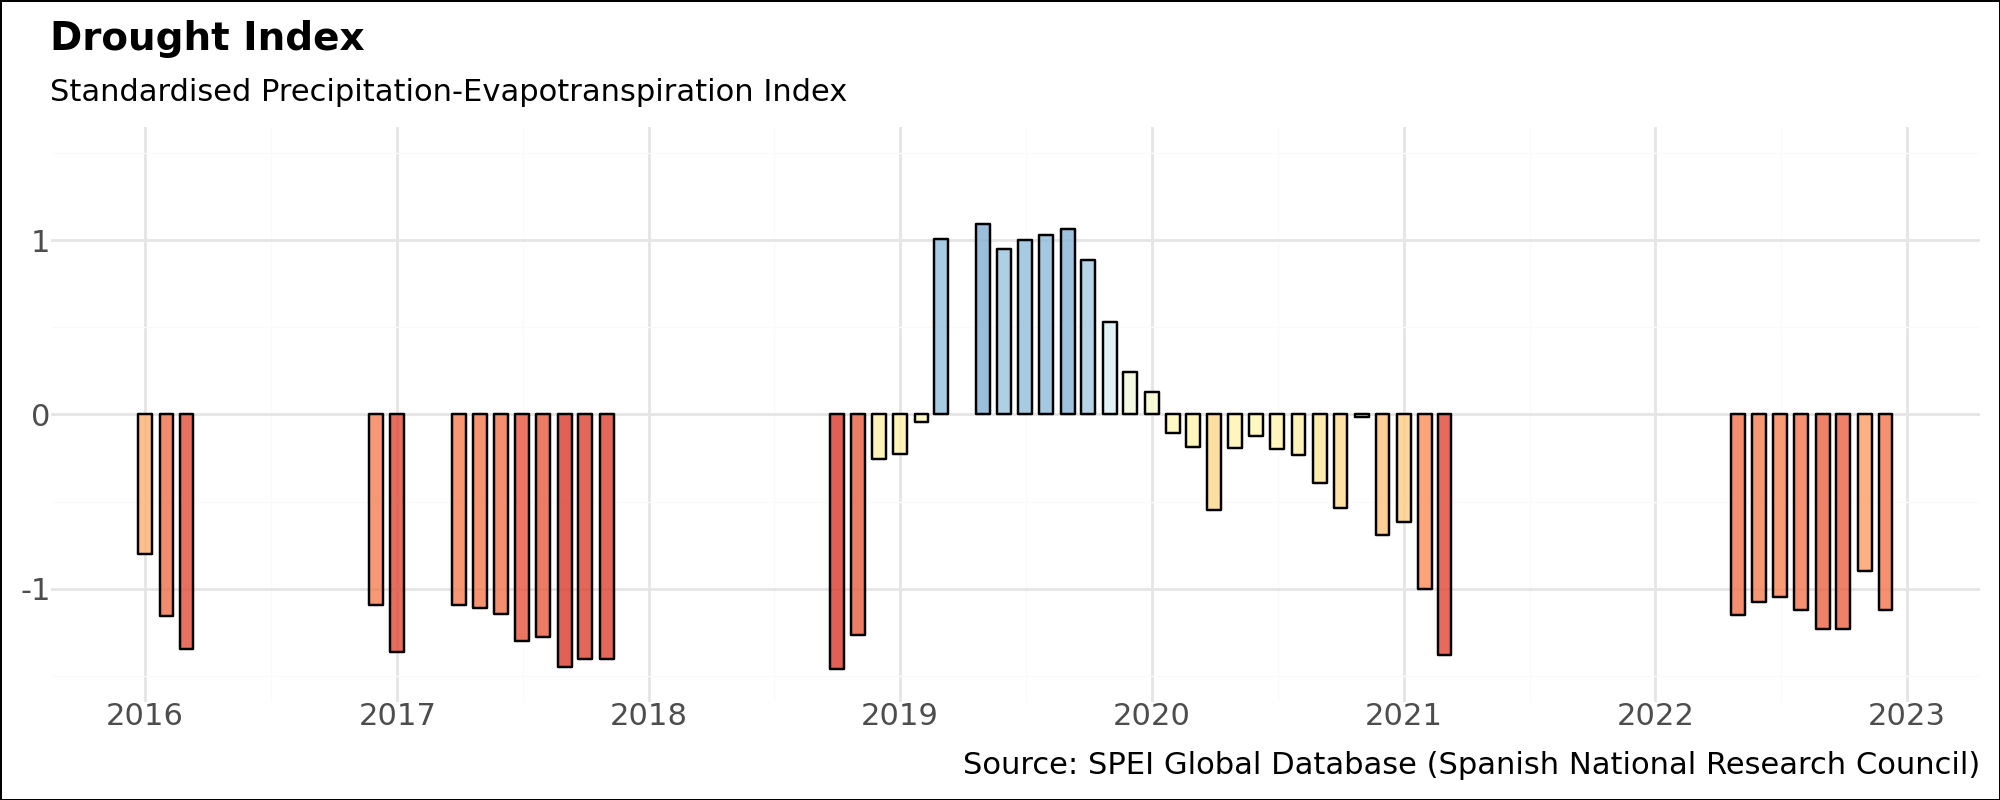 Drought Index
Standardised Precipitation-Evapotranspiration Index
1
0
-1
2016 2017 2018 2019 2020 2021 2022 2023
Source: SPEI Global Database (Spanish National Research Council)